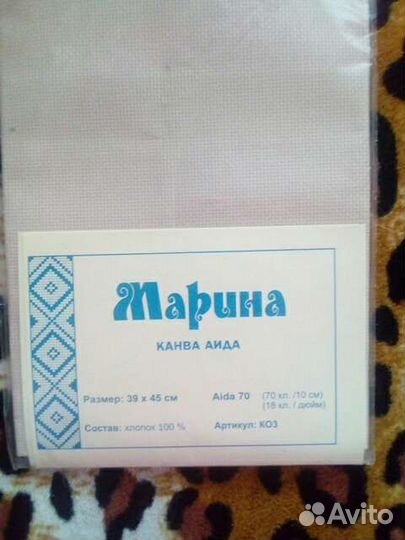 Марина
КАНВА АИДА
Размер: 39 x 45 см Aida 70 (70 кл. /10 см)
(18 кл. / дюйм)
Состав: хлопок 100 % Артикул: КОЗ
Avito